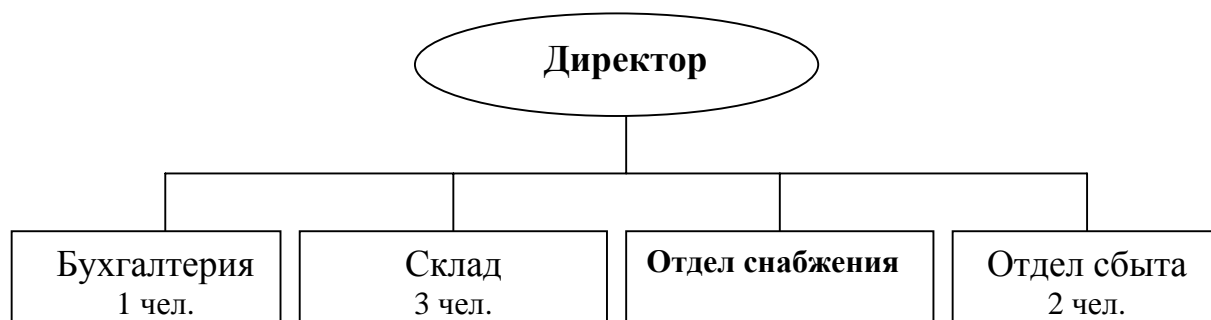 Директор
Бухгалтерия
1 чел.
Склад
3 чел.
Отдел снабжения
Отдел сбыта
2 чел.